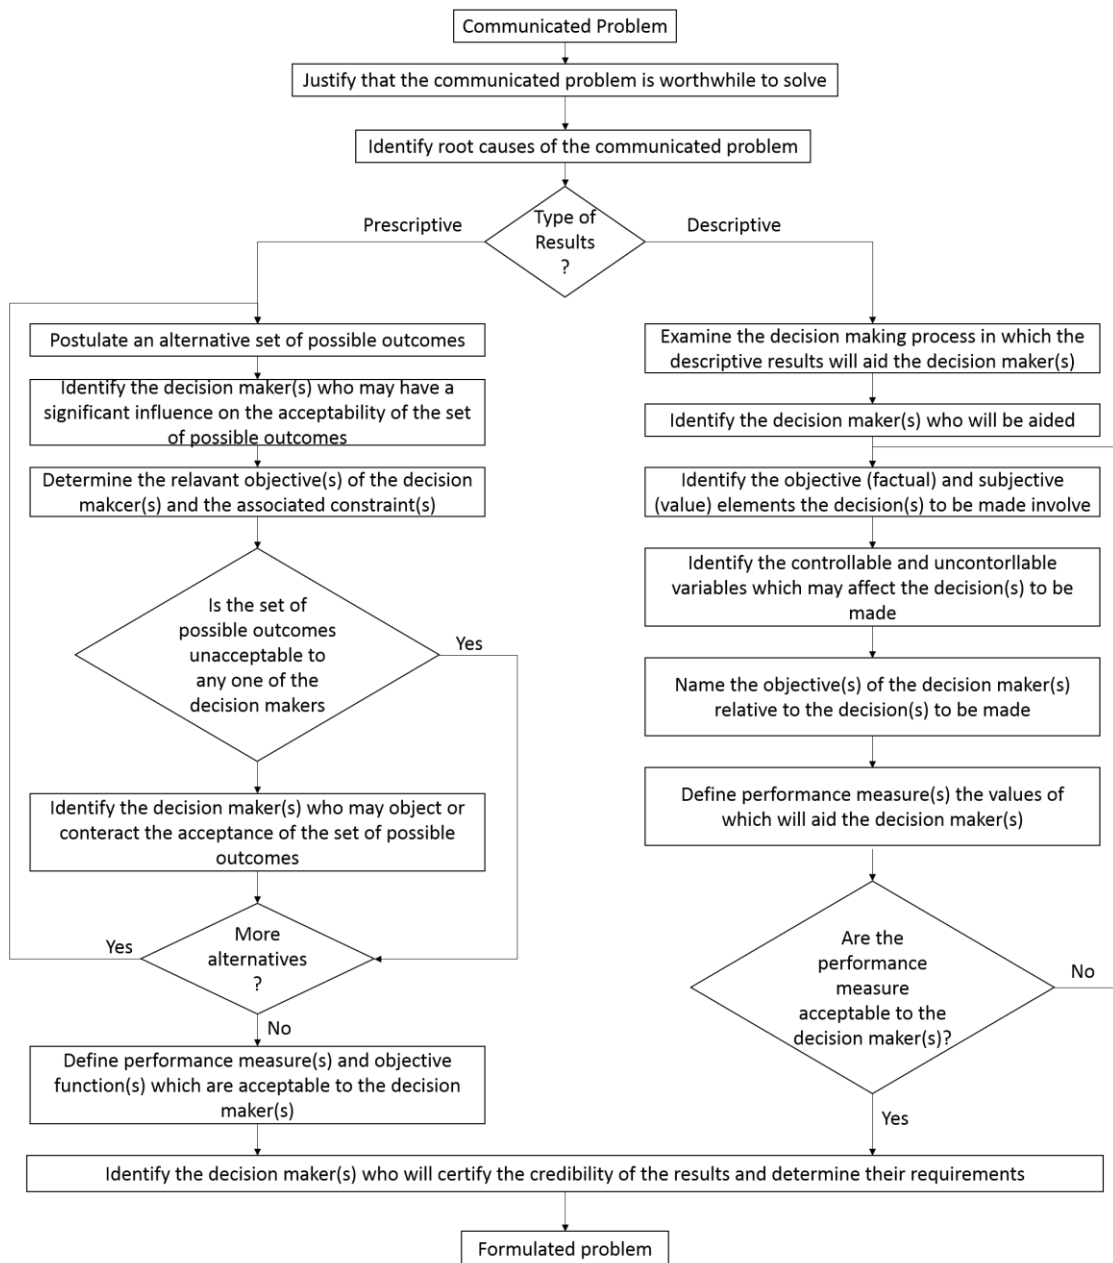 Communicated Problem
Justify that the communicated problem is worthwhile to solve
Identify root causes of the communicated problem
Type of
Results
?
Prescriptive
Descriptive
Postulate an alternative set of possible outcomes
Identify the decision maker(s) who may have a
significant influence on the acceptability of the set
of possible outcomes
Determine the relavant objective(s) of the decision
makcer(s) and the associated constraint(s)
Is the set of
possible outcomes
unacceptable to
any one of the
decision makers
Yes
Identify the decision maker(s) who may object or
conteract the acceptance of the set of possible
outcomes
More
alternatives
?
Yes
No
Define performance measure(s) and objective
function(s) which are acceptable to the decision
maker(s)
Examine the decision making process in which the
descriptive results will aid the decision maker(s)
Identify the decision maker(s) who will be aided
Identify the objective (factual) and subjective
(value) elements the decision(s) to be made involve
Identify the controllable and uncontorllable
variables which may affect the decision(s) to be
made
Name the objective(s) of the decision maker(s)
relative to the decision(s) to be made
Define performance measure(s) the values of
which will aid the decision maker(s)
Are the
performance
measure
acceptable to the
decision maker(s)?
No
Yes
Identify the decision maker(s) who will certify the credibility of the results and determine their requirements
Formulated problem